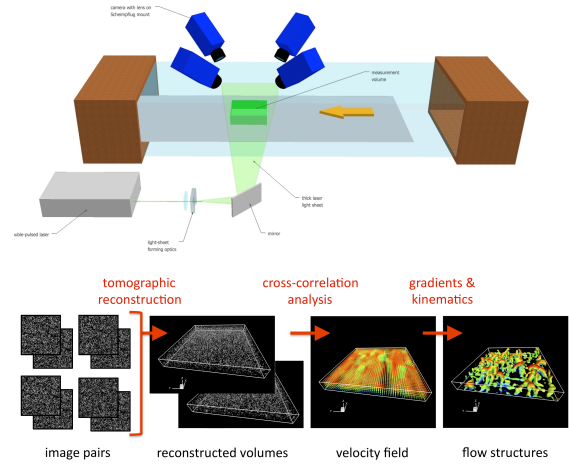 camera with lens on
Scheimpflug mount
measurement
volume
thick laser
light sheet
mirror
light-sheet
forming optics
uble-pulsed laser
tomographic
reconstruction
cross-correlation
analysis
gradients &
kinematics
image pairs
reconstructed volumes
velocity field
flow structures